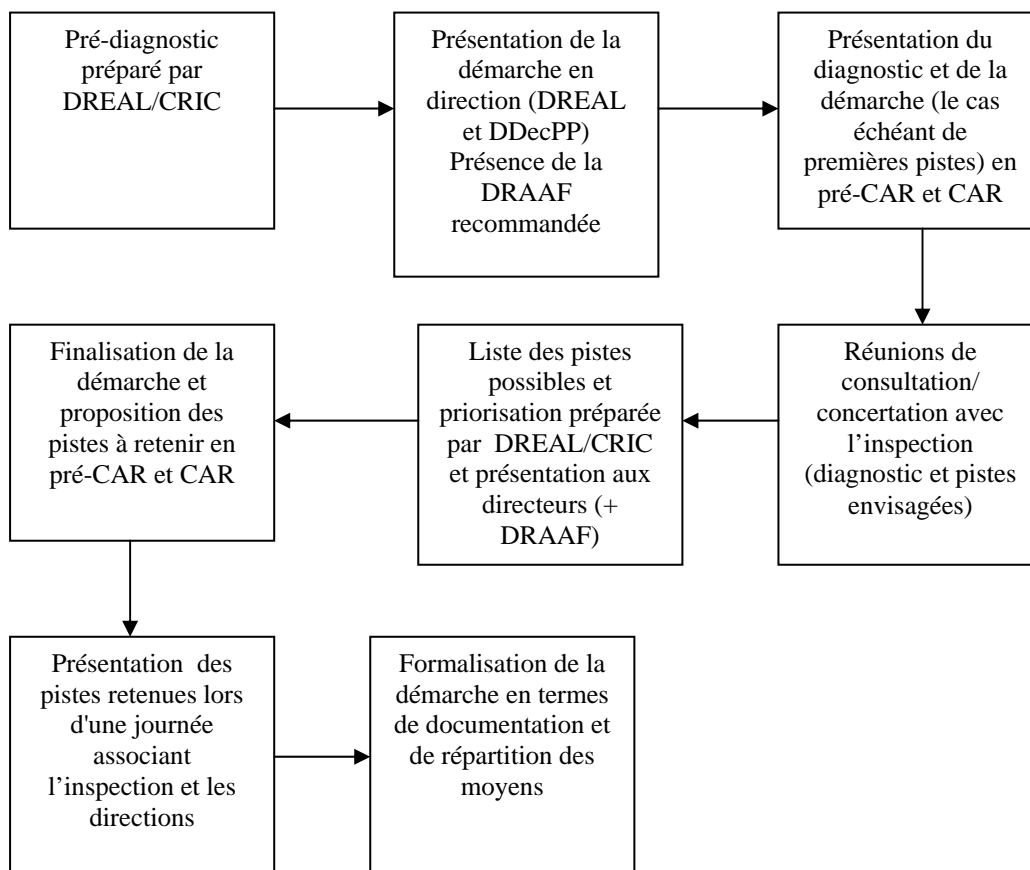 Pré-diagnostic
préparé par
DREAL/CRIC
Présentation de la
démarche en
direction (DREAL
et DDecPP)
Présence de la
DRAAF
recommandée
Présentation du
diagnostic et de la
démarche (le cas
échéant de
premières pistes) en
pré-CAR et CAR
Réunions de
consultation/
concertation avec
l’inspection
(diagnostic et pistes
envisagées)
Liste des pistes
possibles et
priorisation préparée
par DREAL/CRIC
et présentation aux
directeurs (+
DRAAF)
Finalisation de la
démarche et
proposition des
pistes à retenir en
pré-CAR et CAR
Présentation des
pistes retenues lors
d'une journée
associant
l’inspection et les
directions
Formalisation de la
démarche en termes
de documentation et
de répartition des
moyens